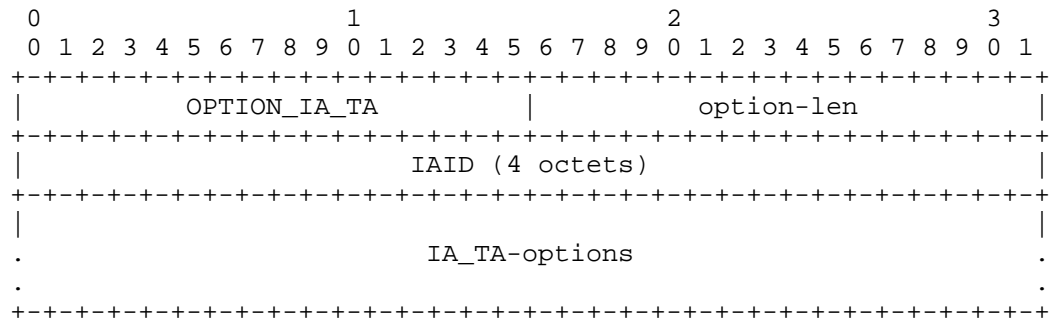 0                   1                   2                   3
 0 1 2 3 4 5 6 7 8 9 0 1 2 3 4 5 6 7 8 9 0 1 2 3 4 5 6 7 8 9 0 1
+-+-+-+-+-+-+-+-+-+-+-+-+-+-+-+-+-+-+-+-+-+-+-+-+-+-+-+-+-+-+-+-+
|          OPTION_IA_TA         |          option-len           |
+-+-+-+-+-+-+-+-+-+-+-+-+-+-+-+-+-+-+-+-+-+-+-+-+-+-+-+-+-+-+-+-+
|                        IAID (4 octets)                        |
+-+-+-+-+-+-+-+-+-+-+-+-+-+-+-+-+-+-+-+-+-+-+-+-+-+-+-+-+-+-+-+-+
|                                                               |
.                         IA_TA-options                         .
.                                                               .
+-+-+-+-+-+-+-+-+-+-+-+-+-+-+-+-+-+-+-+-+-+-+-+-+-+-+-+-+-+-+-+-+